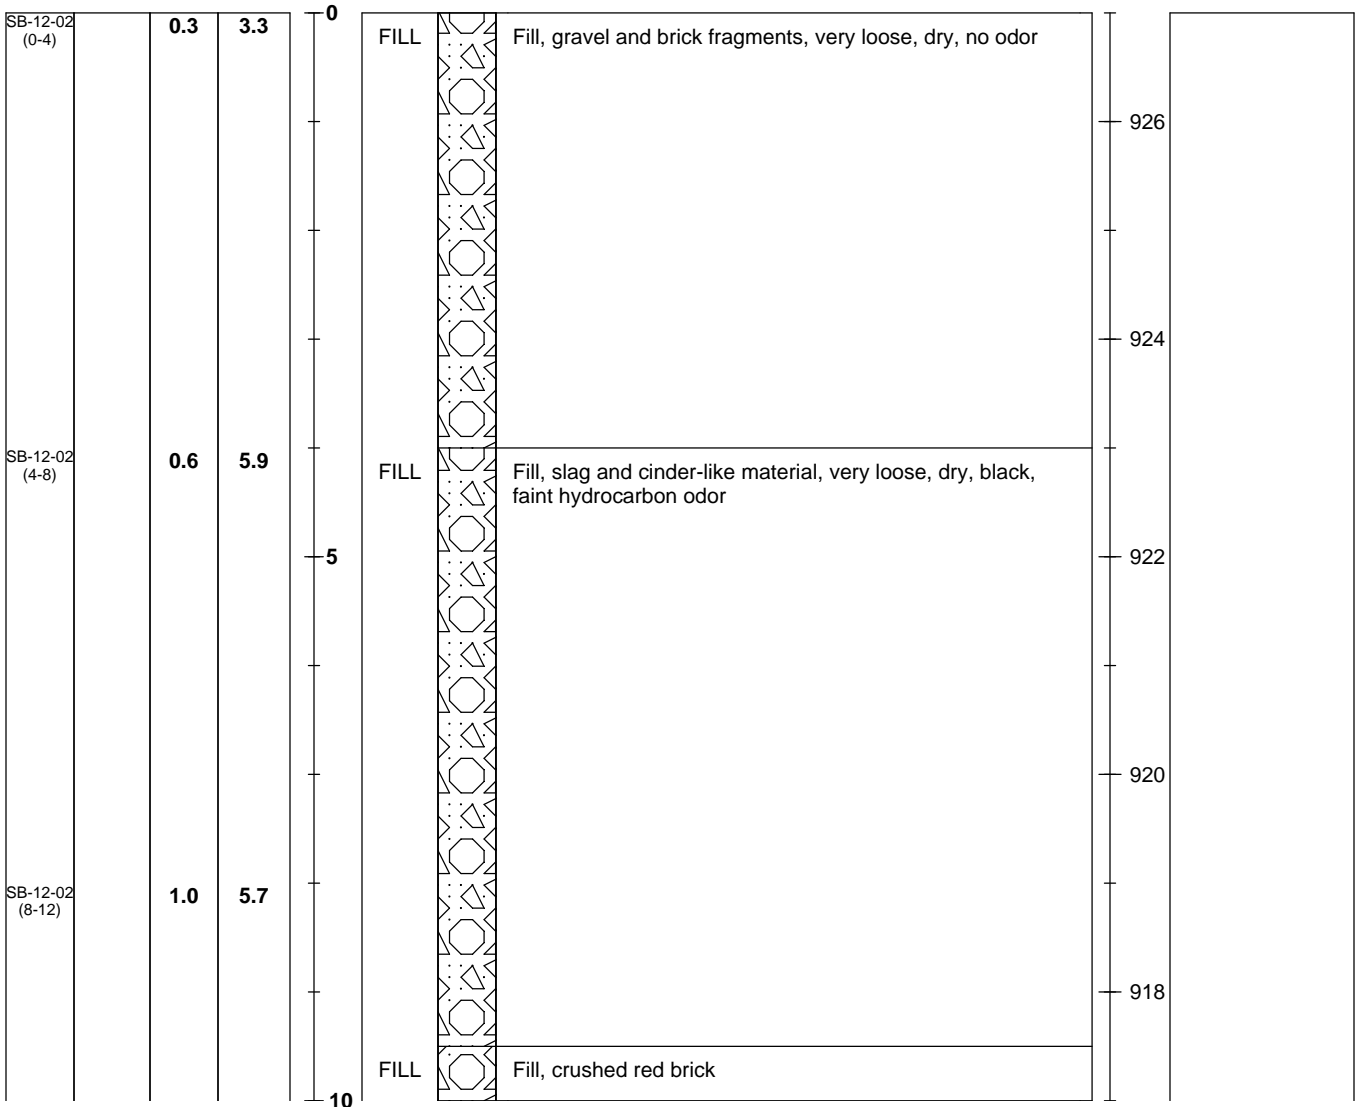 SB-12-02
(0-4)
0.3
3.3
0
FILL
Fill, gravel and brick fragments, very loose, dry, no odor
926
924
SB-12-02
(4-8)
0.6
5.9
FILL
Fill, slag and cinder-like material, very loose, dry, black,
faint hydrocarbon odor
5
922
920
SB-12-02
(8-12)
1.0
5.7
918
FILL
Fill, crushed red brick
10